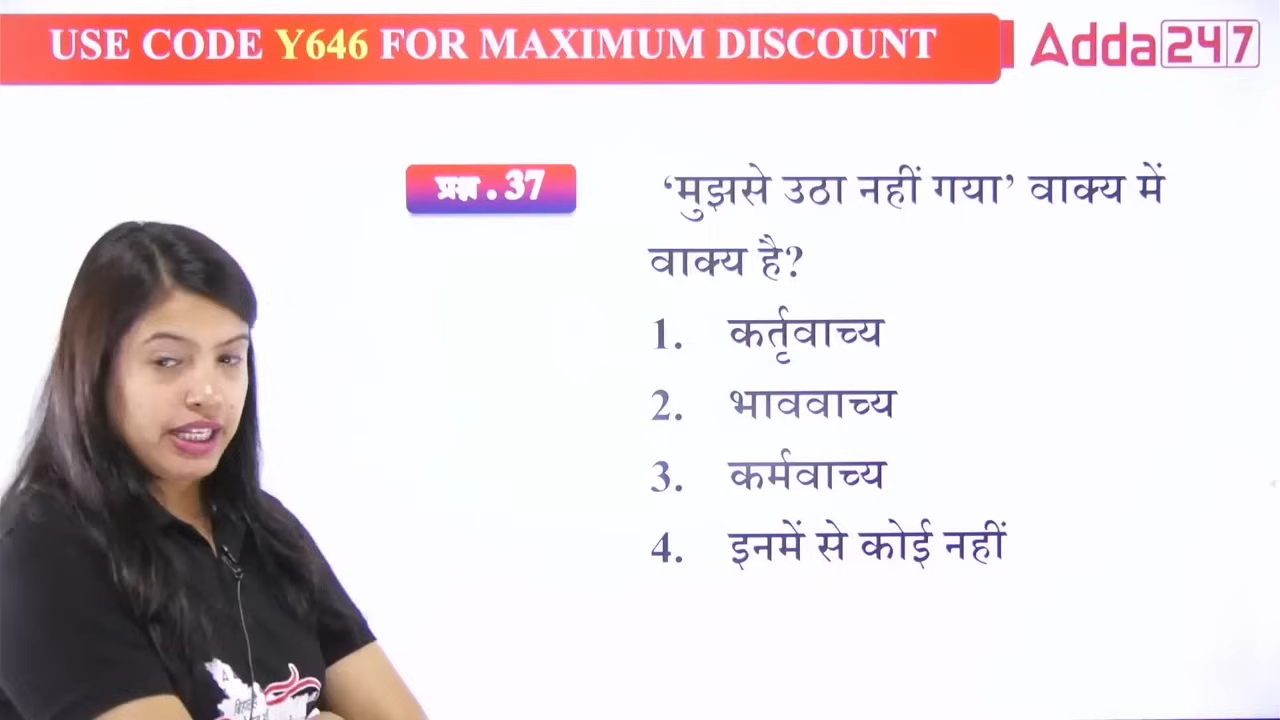 USE CODE Y646 FOR MAXIMUM DISCOUNT
Adda247
प्रश्न . 37
‘मुझसे उठा नहीं गया’ वाक्य में
वाक्य है?
1. कर्तृवाच्य
2. भाववाच्य
3. कर्मवाच्य
4. इनमें से कोई नहीं